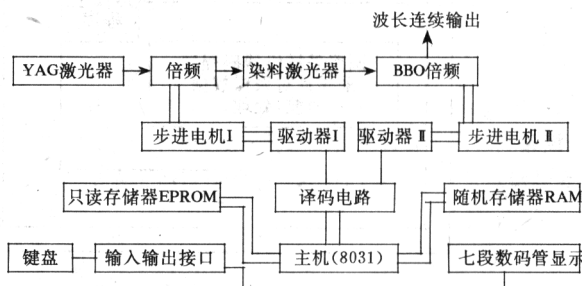 波长连续输出
YAG激光器 倍频 染料激光器 BBO倍频
步进电机Ⅰ 驱动器Ⅰ 驱动器Ⅱ 步进电机Ⅱ
只读存储器EPROM 译码电路 随机存储器RAM
键盘 输入输出接口 主机(8031) 七段数码管显示